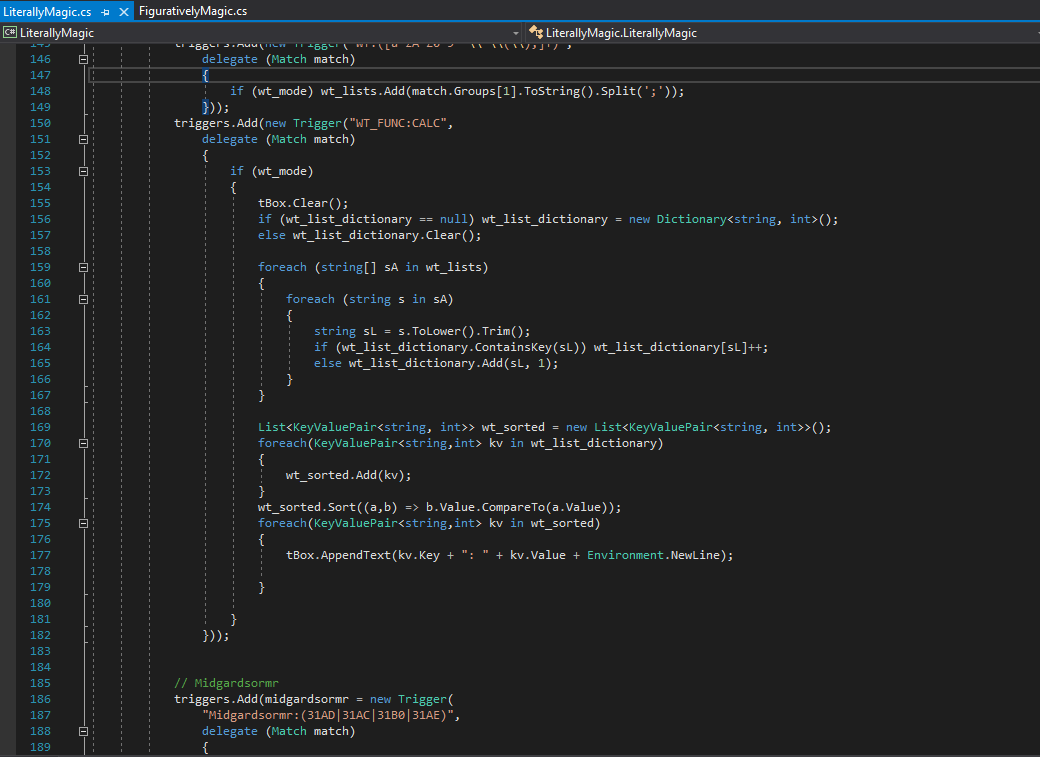 LiterallyMagic.cs FigurativelyMagic.cs
C# LiterallyMagic LiterallyMagic.LiterallyMagic
145 triggers.Add(new Trigger(
146 delegate (Match match)
147 {
148 if (wt_mode) wt_lists.Add(match.Groups[1].ToString().Split(';'));
149 }));
150 triggers.Add(new Trigger("WT_FUNC:CALC",
151 delegate (Match match)
152 {
153 if (wt_mode)
154 {
155 tBox.Clear();
156 if (wt_list_dictionary == null) wt_list_dictionary = new Dictionary<string, int>();
157 else wt_list_dictionary.Clear();
158
159 foreach (string[] sA in wt_lists)
160 {
161 foreach (string s in sA)
162 {
163 string sL = s.ToLower().Trim();
164 if (wt_list_dictionary.ContainsKey(sL)) wt_list_dictionary[sL]++;
165 else wt_list_dictionary.Add(sL, 1);
166 }
167 }
168
169 List<KeyValuePair<string, int>> wt_sorted = new List<KeyValuePair<string, int>>();
170 foreach(KeyValuePair<string,int> kv in wt_list_dictionary)
171 {
172 wt_sorted.Add(kv);
173 }
174 wt_sorted.Sort((a,b) => b.Value.CompareTo(a.Value));
175 foreach(KeyValuePair<string,int> kv in wt_sorted)
176 {
177 tBox.AppendText(kv.Key + ": " + kv.Value + Environment.NewLine);
178
179 }
180
181 }
182 }));
183
184
185 // Midgardsormr
186 triggers.Add(midgardsormr = new Trigger(
187 "Midgardsormr:(31AD|31AC|31B0|31AE)",
188 delegate (Match match)
189 {